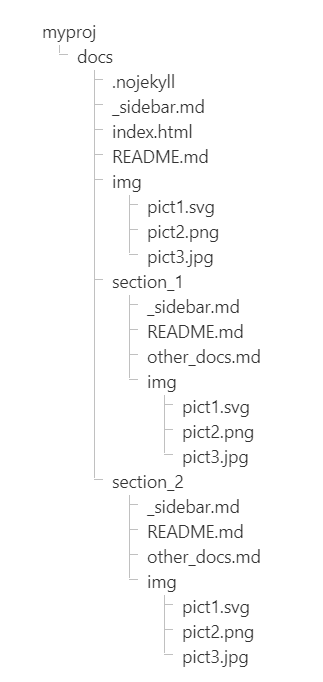 myproj
docs
.nojekyll
_sidebar.md
index.html
README.md
img
pict1.svg
pict2.png
pict3.jpg
section_1
_sidebar.md
README.md
other_docs.md
img
pict1.svg
pict2.png
pict3.jpg
section_2
_sidebar.md
README.md
other_docs.md
img
pict1.svg
pict2.png
pict3.jpg